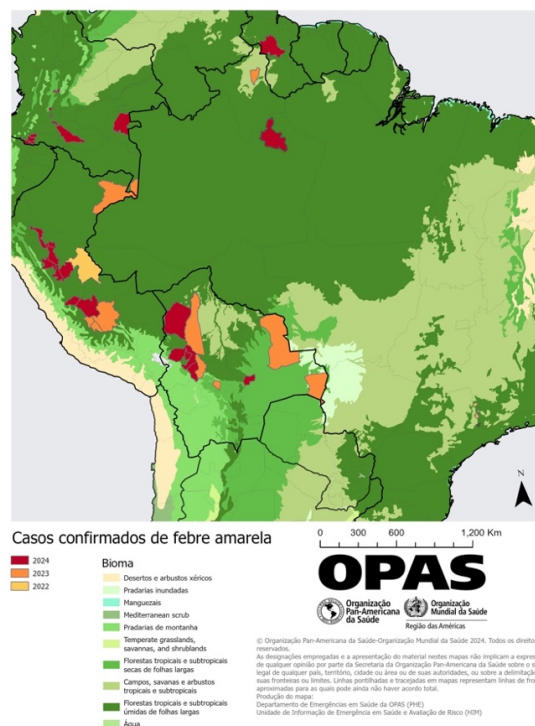 N
Casos confirmados de febre amarela
0 300 600 1,200 Km
2024
2023
2022
Bioma
Desertos e arbustos xéricos
Pradarias inundadas
Manguezais
Mediterranean scrub
Pradarias de montanha
Temperate grasslands,
savannas, and shrublands
Florestas tropicais e subtropicais
secas de folhas largas
Campos, savanas e arbustos
tropicais e subtropicais
Florestas tropicais e subtropicais
úmidas de folhas largas
Água
OPAS
Organização
Pan-Americana
da Saúde
Organização
Mundial da Saúde
Região das Américas
© Organização Pan-Americana da Saúde-Organização Mundial da Saúde 2024. Todos os direito
reservados.
As designações empregadas e a apresentação do material nestes mapas não implicam a expres
de qualquer opinião por parte da Secretaria da Organização Pan-Americana da Saúde sobre o s
legal de qualquer país, território, cidade ou área ou de suas autoridades, ou sobre a delimitaçã
suas fronteiras ou limites. Linhas pontilhadas e tracejadas em mapas representam linhas de fro
aproximadas para as quais pode ainda não haver acordo total.
Produção do mapa:
Departamento de Emergências em Saúde da OPAS (PHE)
Unidade de Informação de Emergência em Saúde e Avaliação de Risco (HIM)